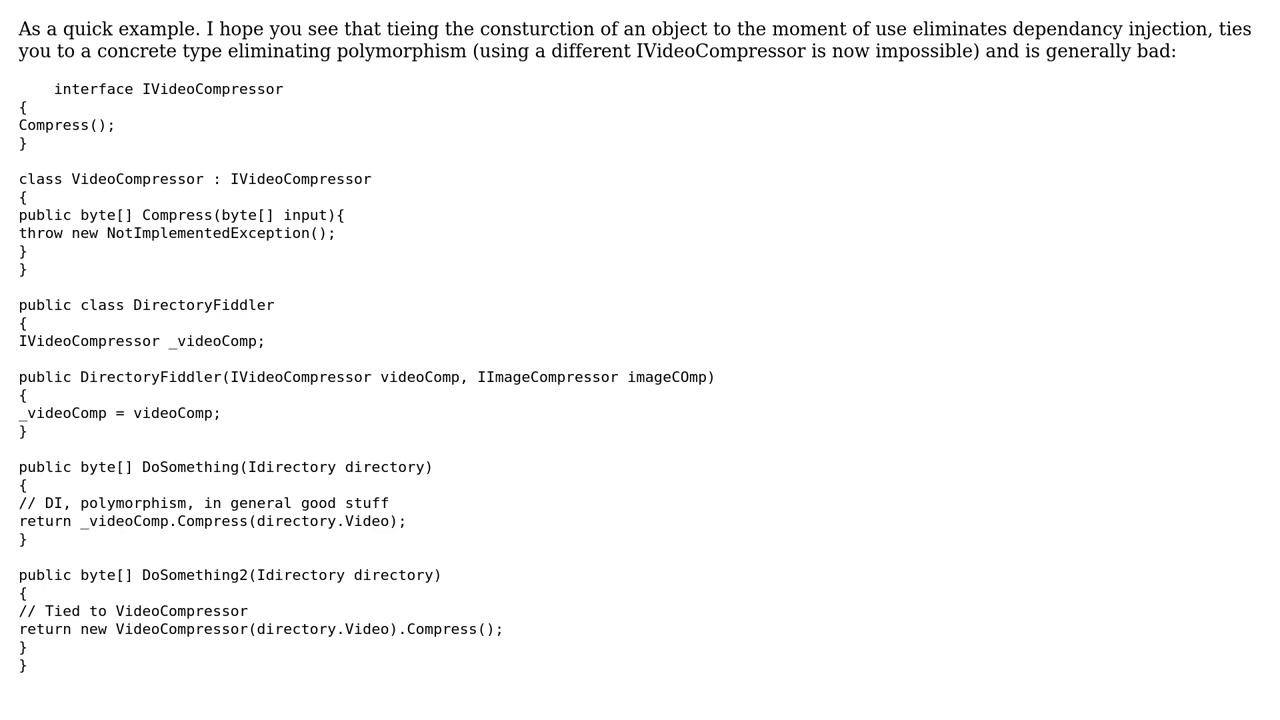 As a quick example. I hope you see that tieing the consturction of an object to the moment of use eliminates dependancy injection, ties
you to a concrete type eliminating polymorphism (using a different IVideoCompressor is now impossible) and is generally bad:
    interface IVideoCompressor
{
Compress();
}
class VideoCompressor : IVideoCompressor
{
public byte[] Compress(byte[] input){
throw new NotImplementedException();
}
}
public class DirectoryFiddler
{
IVideoCompressor _videoComp;
public DirectoryFiddler(IVideoCompressor videoComp, IImageCompressor imageCOmp)
{
_videoComp = videoComp;
}
public byte[] DoSomething(Idirectory directory)
{
// DI, polymorphism, in general good stuff
return _videoComp.Compress(directory.Video);
}
public byte[] DoSomething2(Idirectory directory)
{
// Tied to VideoCompressor
return new VideoCompressor(directory.Video).Compress();
}
}